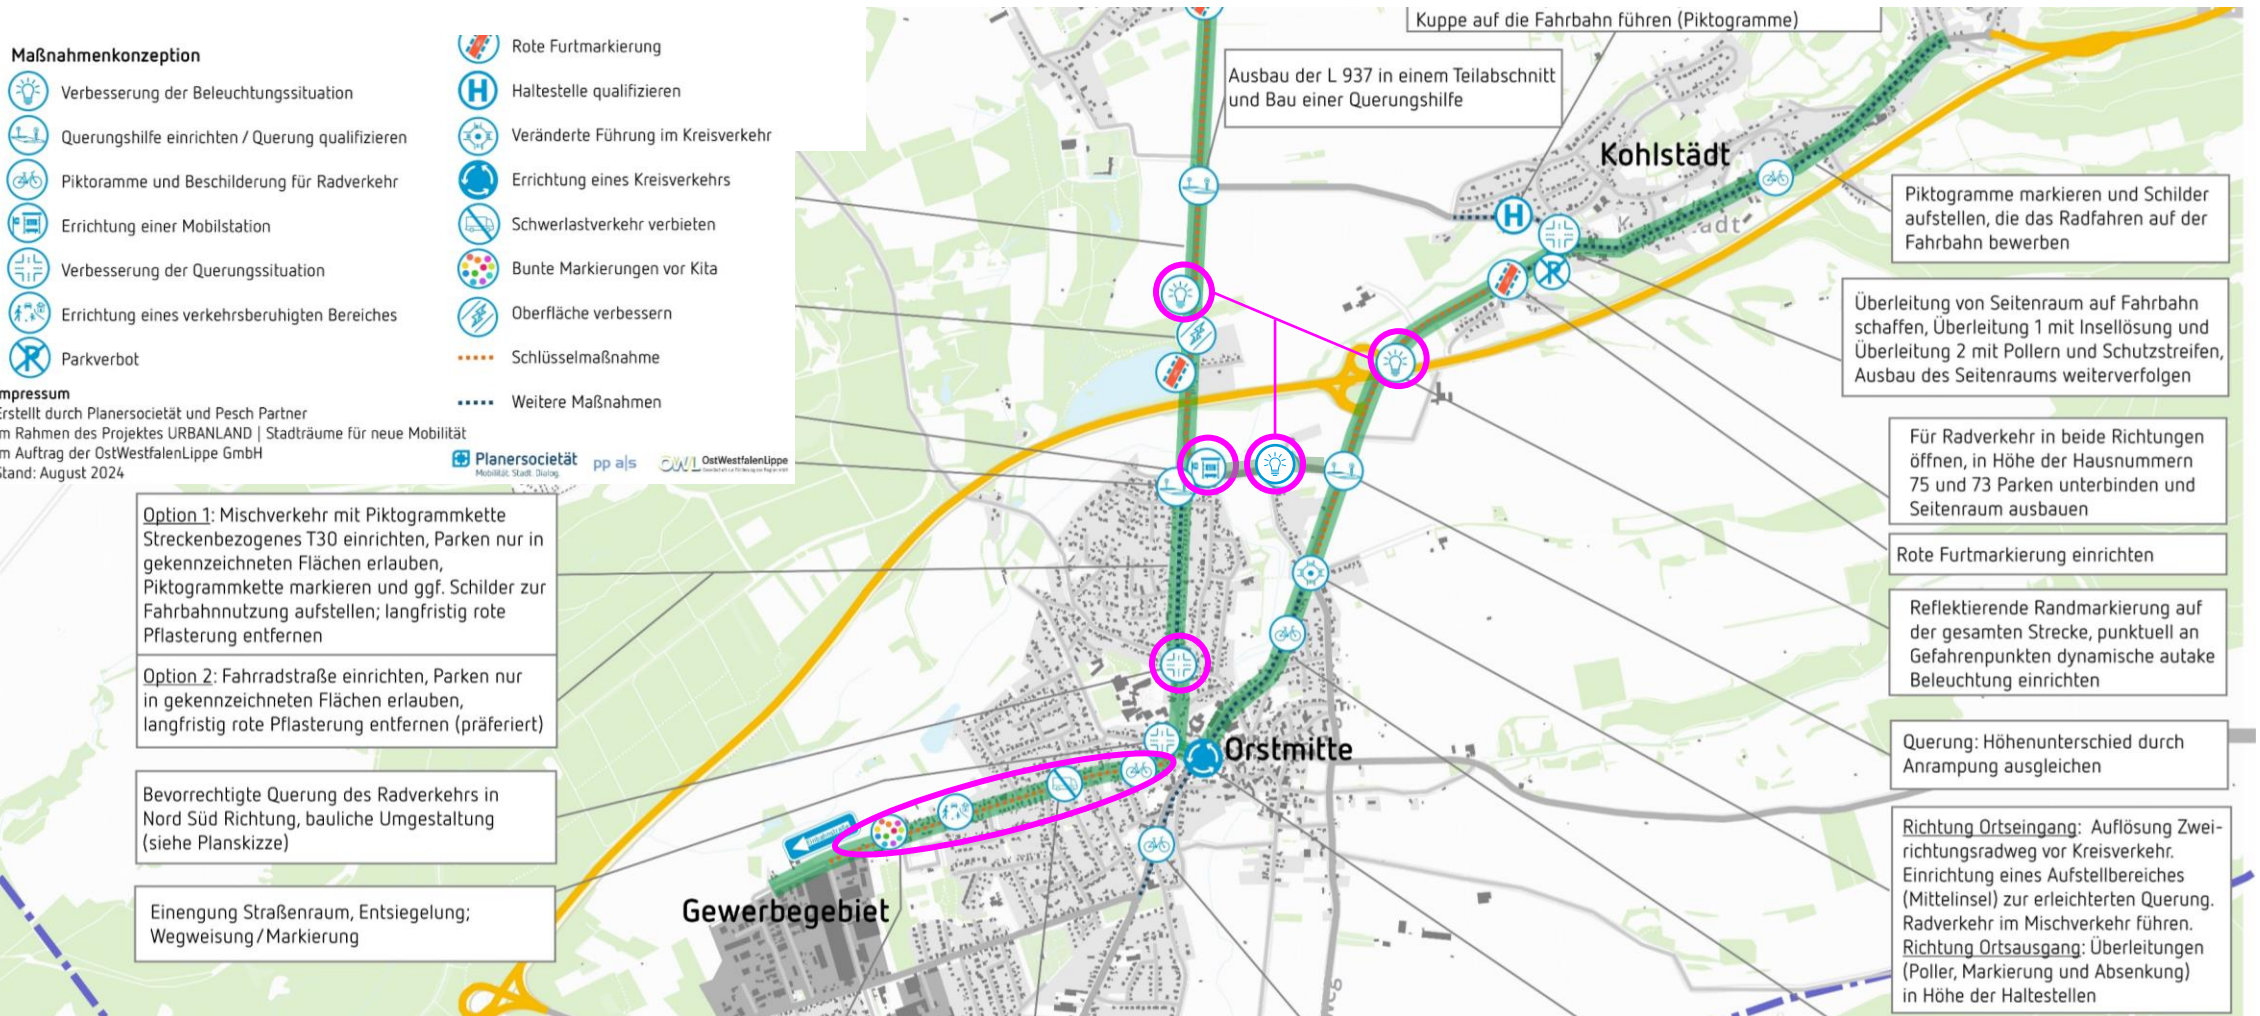 Maßnahmenkonzeption
Verbesserung der Beleuchtungssituation
Querungshilfe einrichten / Querung qualifizieren
Piktoramme und Beschilderung für Radverkehr
Errichtung einer Mobilstation
Verbesserung der Querungssituation
Errichtung eines verkehrsberuhigten Bereiches
Parkverbot
Rote Furtmarkierung
H Haltestelle qualifizieren
Veränderte Führung im Kreisverkehr
Errichtung eines Kreisverkehrs
Schwerlastverkehr verbieten
Bunte Markierungen vor Kita
Oberfläche verbessern
Schlüsselmaßnahme
Weitere Maßnahmen
mpressum
Erstellt durch Planersocietät und Pesch Partner
m Rahmen des Projektes URBANLAND | Stadträume für neue Mobilität
m Auftrag der OstWestfalenLippe GmbH
Stand: August 2024
Planersocietät
Mobilität. Stadt. Dialog.
pp a|s
OWL OstWestfalenLippe
Option 1: Mischverkehr mit Piktogrammkette
Streckenbezogenes T30 einrichten, Parken nur in
gekennzeichneten Flächen erlauben,
Piktogrammkette markieren und ggf. Schilder zur
Fahrbahnnutzung aufstellen; langfristig rote
Pflasterung entfernen
Option 2: Fahrradstraße einrichten, Parken nur
in gekennzeichneten Flächen erlauben,
langfristig rote Pflasterung entfernen (präferiert)
Bevorrechtigte Querung des Radverkehrs in
Nord Süd Richtung, bauliche Umgestaltung
(siehe Planskizze)
Einengung Straßenraum, Entsiegelung;
Wegweisung/Markierung
Kuppe auf die Fahrbahn führen (Piktogramme)
Ausbau der L 937 in einem Teilabschnitt
und Bau einer Querungshilfe
Kohlstädt
H
adt
Orstmitte
Gewerbegebiet
Piktogramme markieren und Schilder
aufstellen, die das Radfahren auf der
Fahrbahn bewerben
Überleitung von Seitenraum auf Fahrbahn
schaffen, Überleitung 1 mit Insellösung und
Überleitung 2 mit Pollern und Schutzstreifen,
Ausbau des Seitenraums weiterverfolgen
Für Radverkehr in beide Richtungen
öffnen, in Höhe der Hausnummern
75 und 73 Parken unterbinden und
Seitenraum ausbauen
Rote Furtmarkierung einrichten
Reflektierende Randmarkierung auf
der gesamten Strecke, punktuell an
Gefahrenpunkten dynamische autake
Beleuchtung einrichten
Querung: Höhenunterschied durch
Anrampung ausgleichen
Richtung Ortseingang: Auflösung Zwei-
richtungsradweg vor Kreisverkehr.
Einrichtung eines Aufstellbereiches
(Mittelinsel) zur erleichterten Querung.
Radverkehr im Mischverkehr führen.
Richtung Ortsausgang: Überleitungen
(Poller, Markierung und Absenkung)
in Höhe der Haltestellen